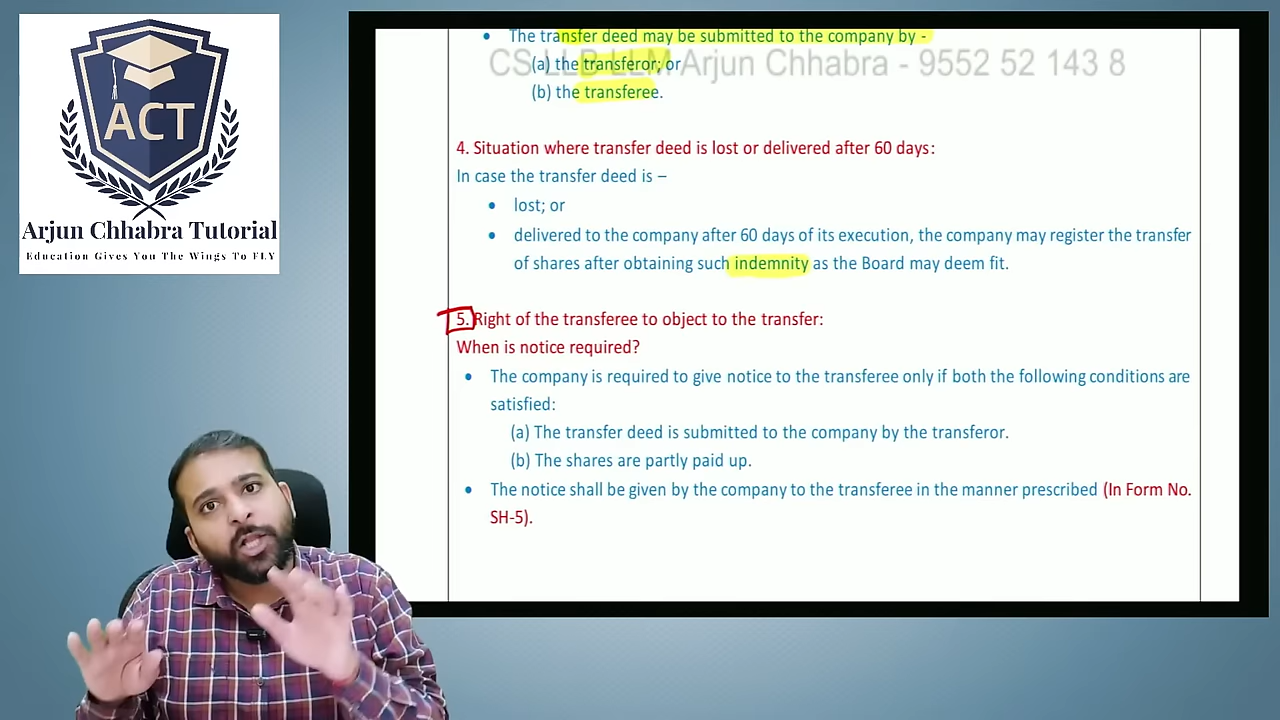 ACT
Arjun Chhabra Tutorial
Education Gives You The Wings To FLY
• The transfer deed may be submitted to the company by -
CS LLB LLM Arjun Chhabra - 9552 52 143 8
(a) the transferor; or
(b) the transferee.
4. Situation where transfer deed is lost or delivered after 60 days:
In case the transfer deed is –
• lost; or
• delivered to the company after 60 days of its execution, the company may register the transfer
of shares after obtaining such indemnity as the Board may deem fit.
5. Right of the transferee to object to the transfer:
When is notice required?
• The company is required to give notice to the transferee only if both the following conditions are
satisfied:
(a) The transfer deed is submitted to the company by the transferor.
(b) The shares are partly paid up.
• The notice shall be given by the company to the transferee in the manner prescribed (In Form No.
SH-5).